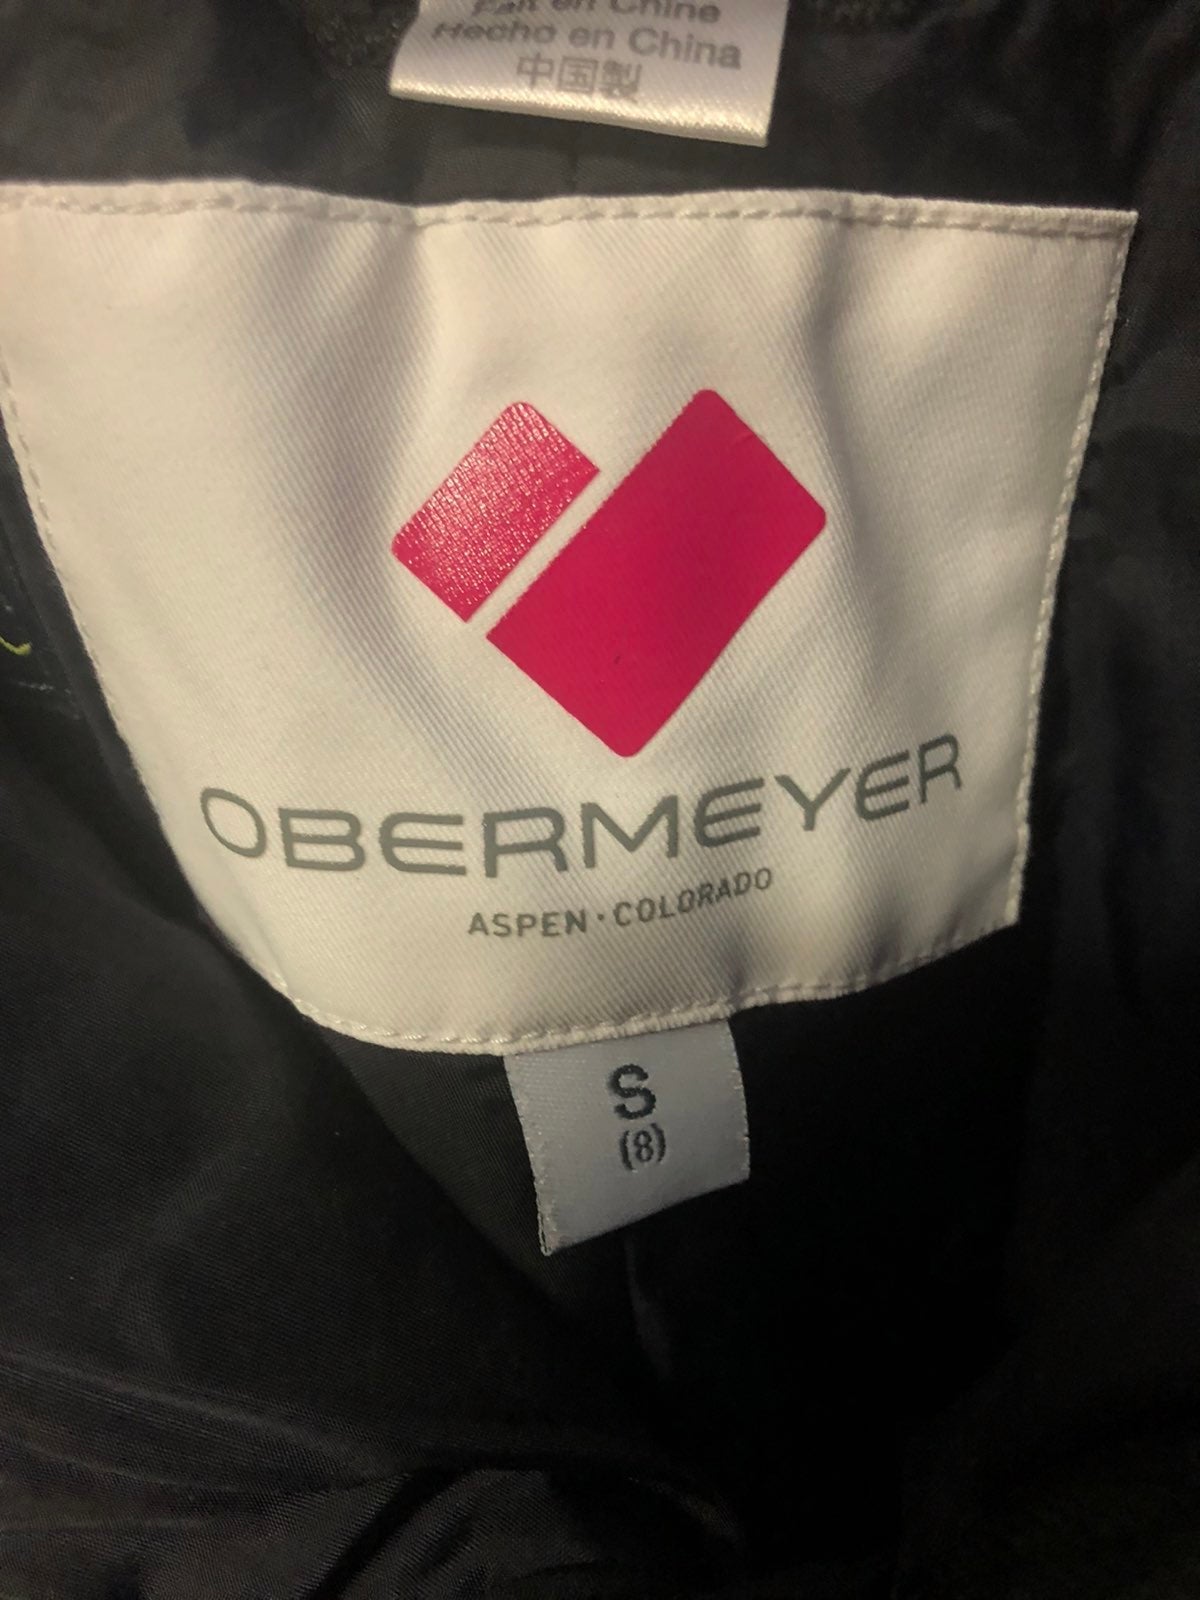 Fait en Chine
Hecho en China
中国製
OBERMEYER
ASPEN · COLORADO
S
(8)